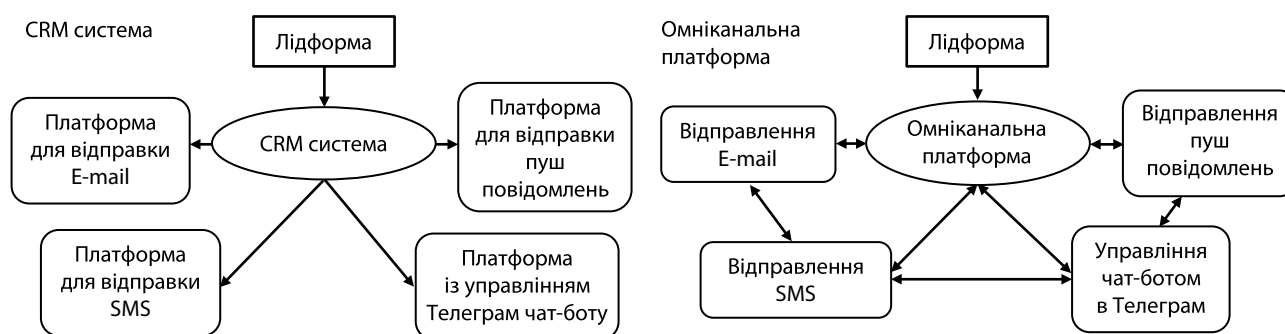 CRM система
Лідформа
Платформа
для відправки
E-mail
CRM система
Платформа
для відправки
пуш
повідомлень
Платформа
для відправки
SMS
Платформа
із управлінням
Телеграм чат-боту
Омніканальна
платформа
Лідформа
Відправлення
E-mail
Омніканальна
платформа
Відправлення
пуш
повідомлень
Відправлення
SMS
Управління
чат-ботом
в Телеграм